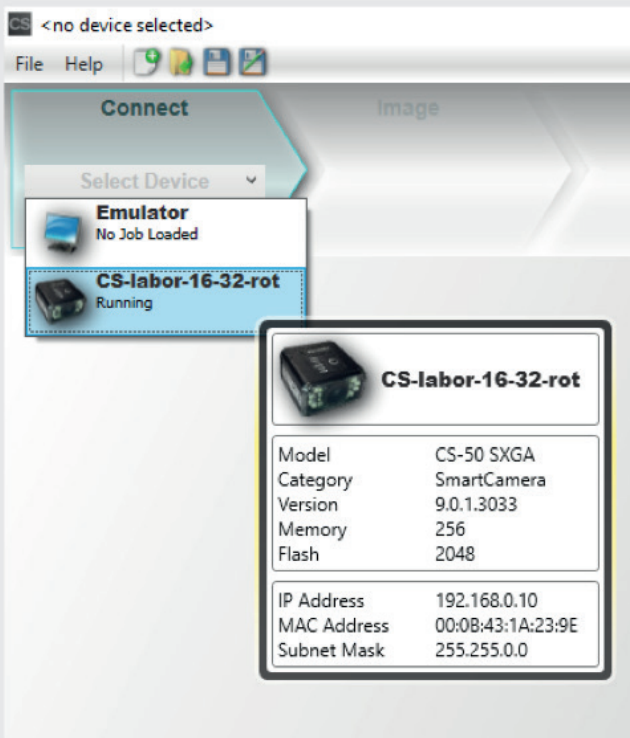 CS <no device selected>
File Help
Connect
Image
Select Device
Emulator
No Job Loaded
CS-labor-16-32-rot
Running
CS-labor-16-32-rot
Model CS-50 SXGA
Category SmartCamera
Version 9.0.1.3033
Memory 256
Flash 2048
IP Address 192.168.0.10
MAC Address 00:0B:43:1A:23:9E
Subnet Mask 255.255.0.0